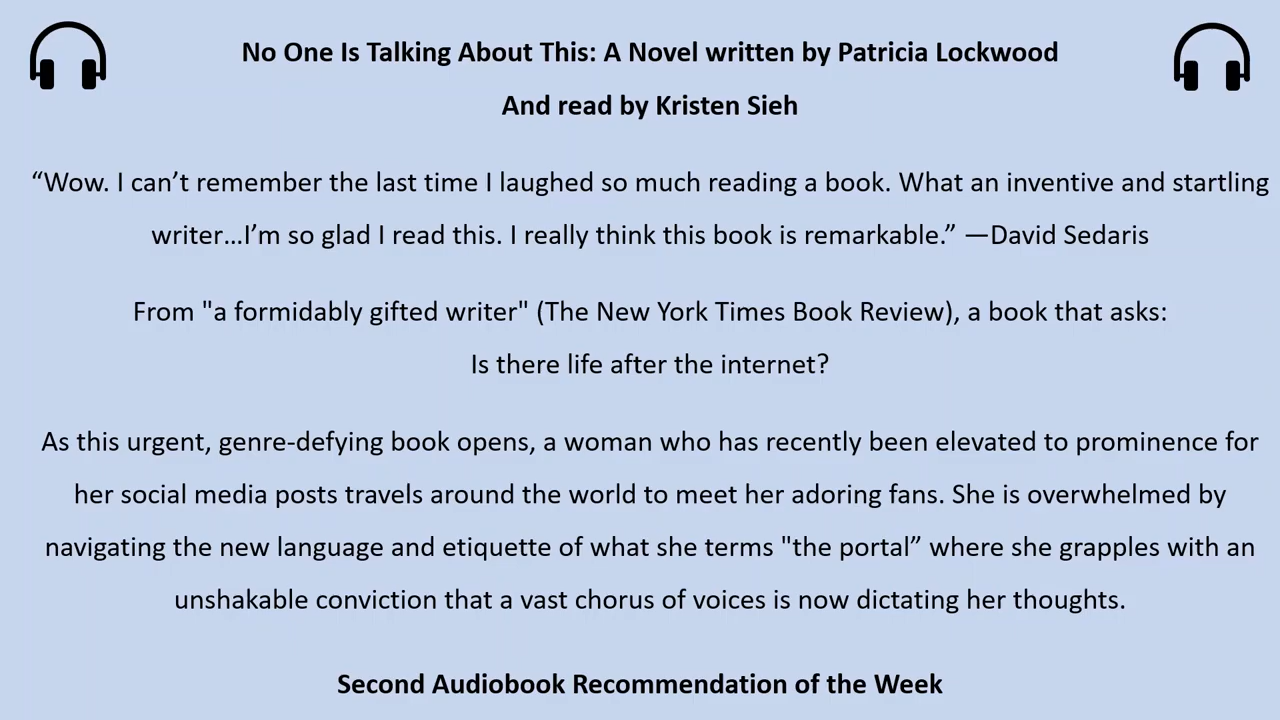 No One Is Talking About This: A Novel written by Patricia Lockwood
And read by Kristen Sieh
“Wow. I can’t remember the last time I laughed so much reading a book. What an inventive and startling
writer…I’m so glad I read this. I really think this book is remarkable.” —David Sedaris
From "a formidably gifted writer" (The New York Times Book Review), a book that asks:
Is there life after the internet?
As this urgent, genre-defying book opens, a woman who has recently been elevated to prominence for
her social media posts travels around the world to meet her adoring fans. She is overwhelmed by
navigating the new language and etiquette of what she terms "the portal” where she grapples with an
unshakable conviction that a vast chorus of voices is now dictating her thoughts.
Second Audiobook Recommendation of the Week